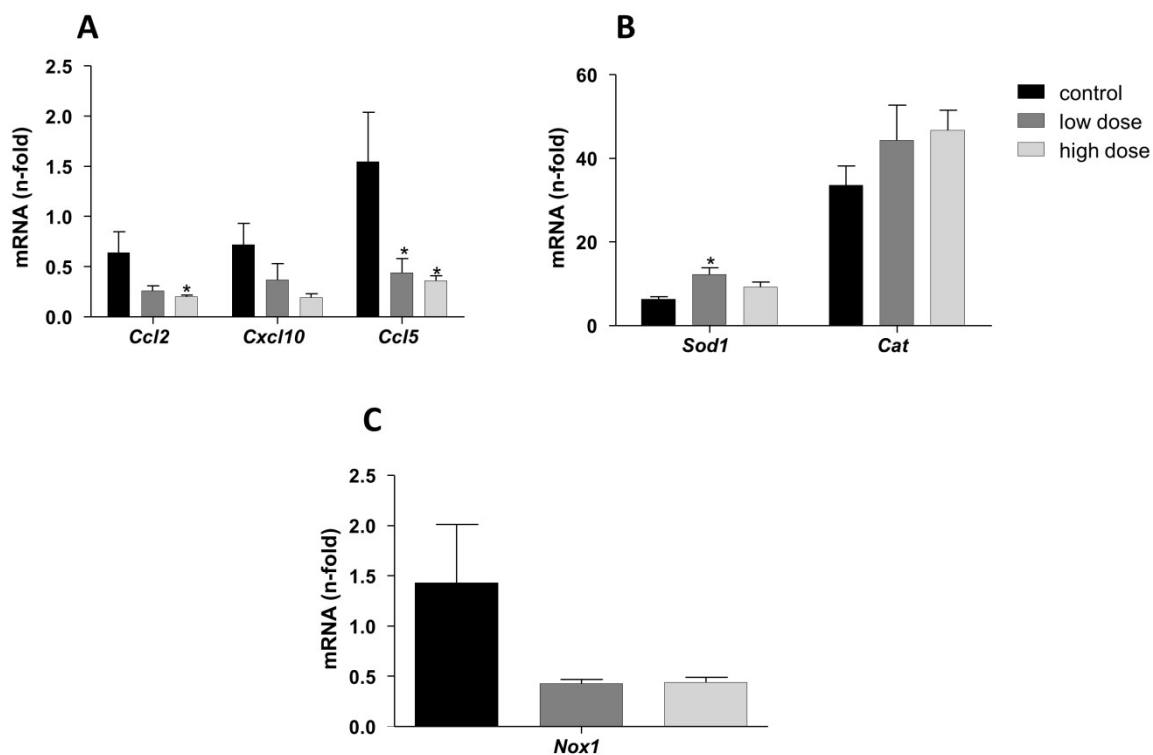 A
mRNA (n-fold)
2.5
2.0
1.5
1.0
0.5
0.0
*
*
*
Ccl2 Cxcl10 Ccl5
B
mRNA (n-fold)
60
40
20
0
*
Sod1 Cat
control
low dose
high dose
C
mRNA (n-fold)
2.5
2.0
1.5
1.0
0.5
0.0
Nox1